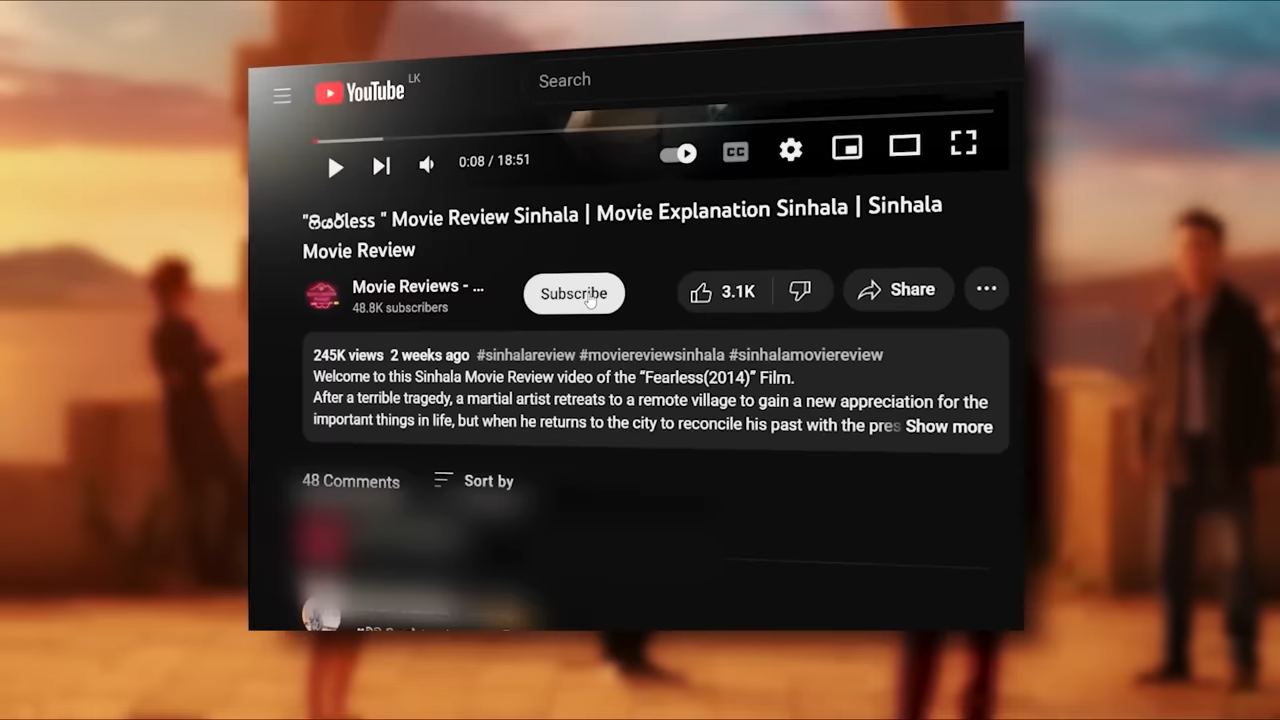 YouTube LK
Search
0:08 / 18:51
CC
"ෆියර්less " Movie Review Sinhala | Movie Explanation Sinhala | Sinhala
Movie Review
Movie Reviews - ...
48.8K subscribers
Subscribe
3.1K
Share
245K views 2 weeks ago #sinhalareview #moviereviewsinhala #sinhalamoviereview
Welcome to this Sinhala Movie Review video of the “Fearless(2014)” Film.
After a terrible tragedy, a martial artist retreats to a remote village to gain a new appreciation for the
important things in life, but when he returns to the city to reconcile his past with the pres Show more
48 Comments
Sort by